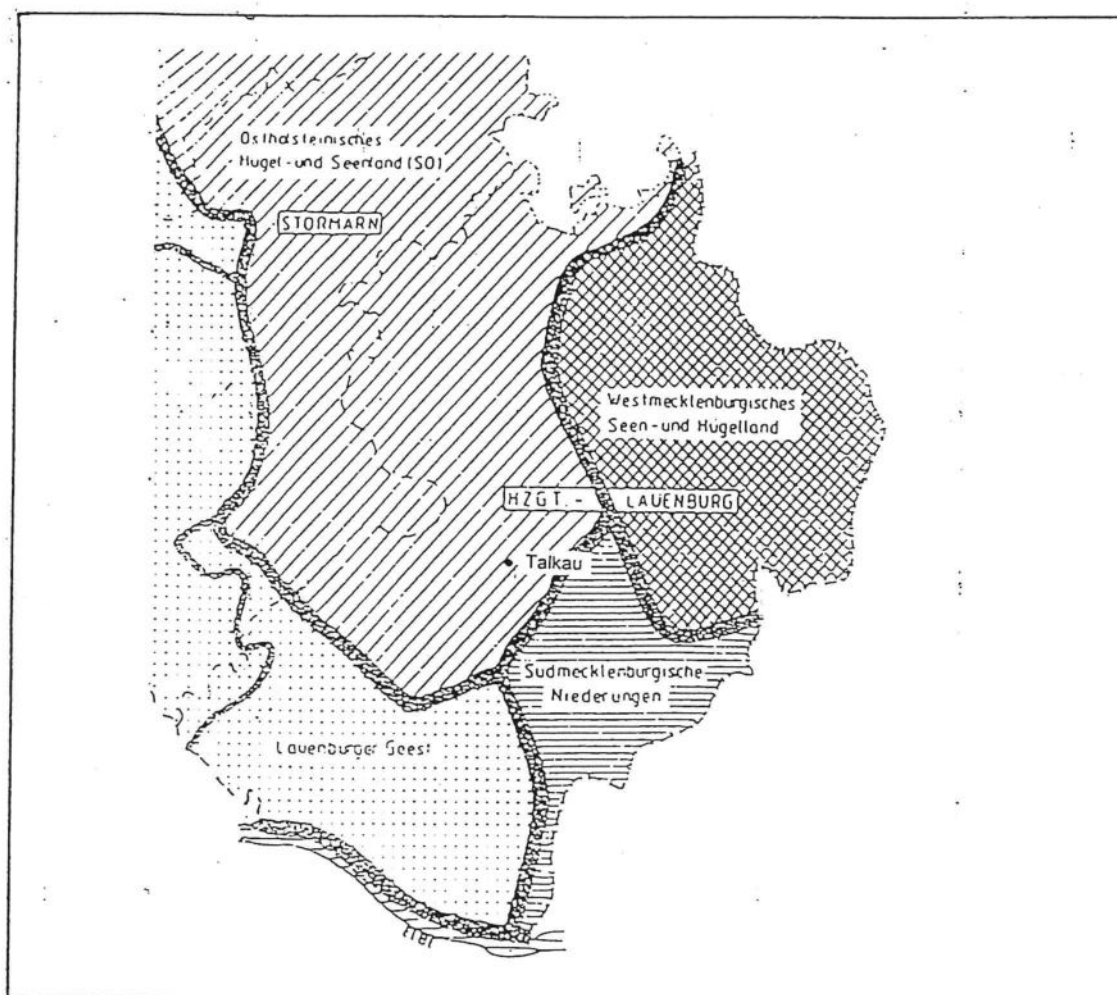 Ostholsteinisches
Hügel-und Seenland (SO)
STORMARN
Westmecklenburgisches
Seen-und Hügelland
HZGT.- LAUENBURG
Talkau
Südmecklenburgische
Niederungen
Lauenburger Geest